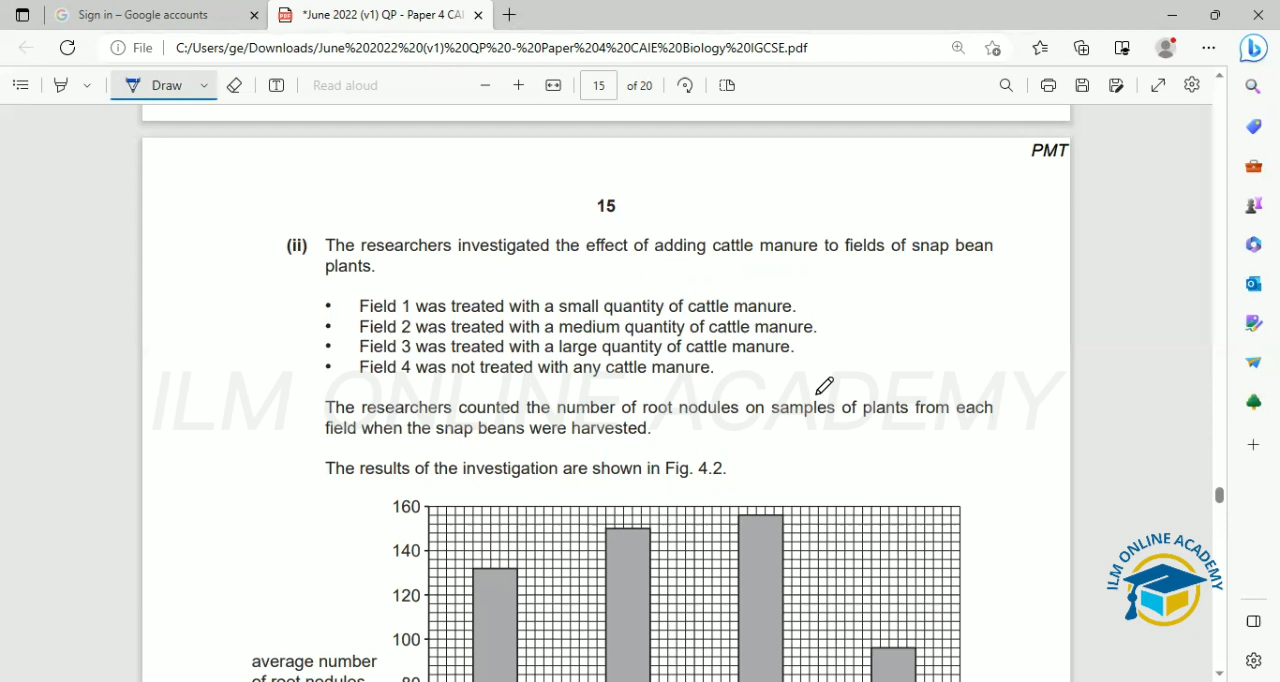 Sign in – Google accounts
*June 2022 (v1) QP - Paper 4 CAI
File
C:/Users/ge/Downloads/June%202022%20(v1)%20QP%20-%20Paper%204%20CAIE%20Biology%20IGCSE.pdf
Draw
Read aloud
15
of 20
PMT
15
(ii) The researchers investigated the effect of adding cattle manure to fields of snap bean
plants.
• Field 1 was treated with a small quantity of cattle manure.
• Field 2 was treated with a medium quantity of cattle manure.
• Field 3 was treated with a large quantity of cattle manure.
• Field 4 was not treated with any cattle manure.
ILM ONLINE ACADEMY
The researchers counted the number of root nodules on samples of plants from each
field when the snap beans were harvested.
The results of the investigation are shown in Fig. 4.2.
160
140
120
100
80
average number
of root nodules
ILM ONLINE ACADEMY